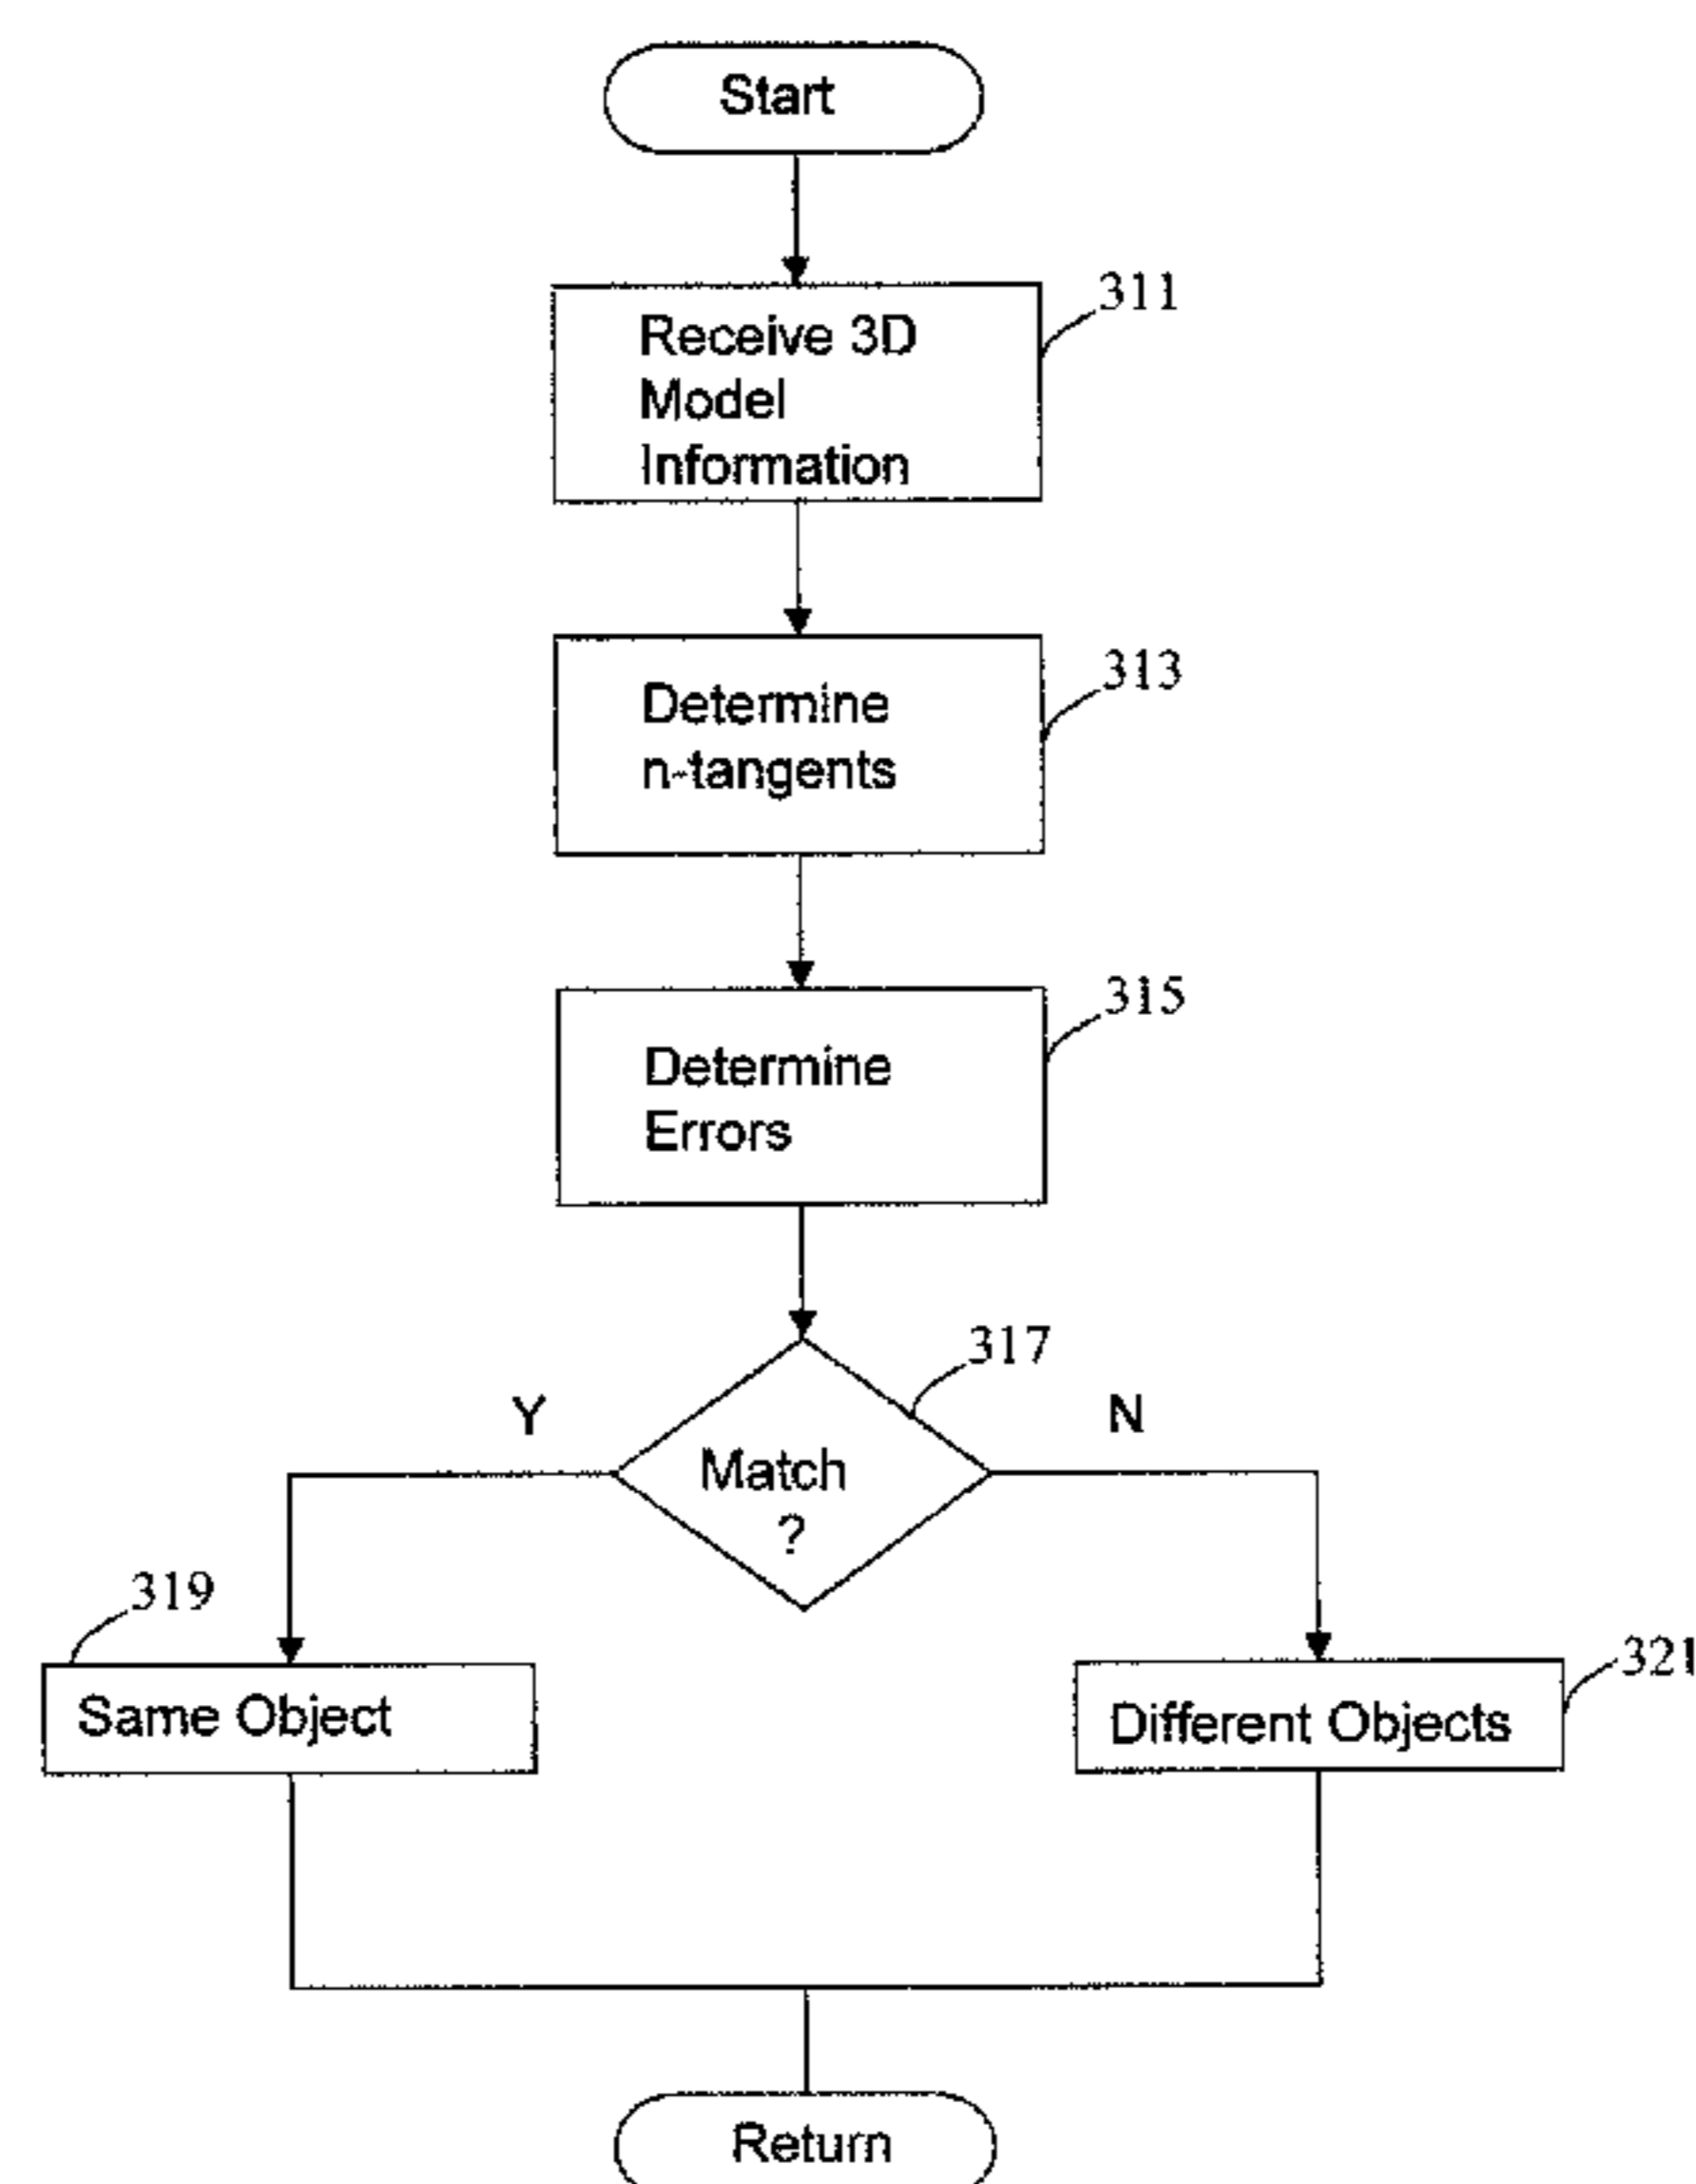 Start
311
Receive 3D
Model
Information
313
Determine
n-tangents
315
Determine
Errors
317
Y
N
Match
?
319
Same Object
321
Different Objects
Return